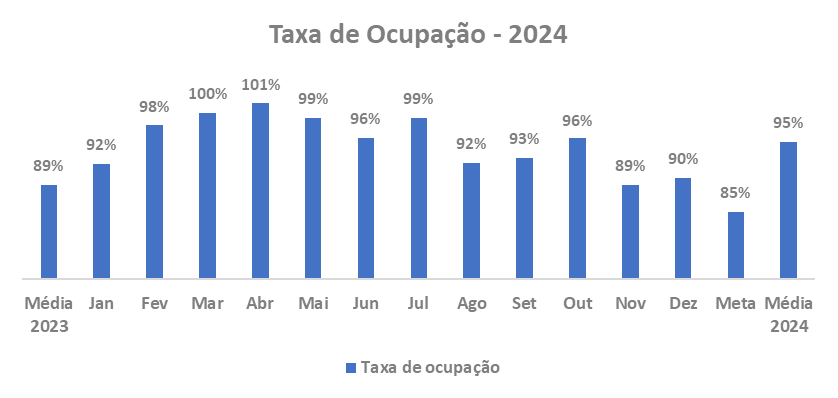 Taxa de Ocupação - 2024
89%
92%
98%
100%
101%
99%
96%
99%
92%
93%
96%
89%
90%
85%
95%
Média 2023
Jan
Fev
Mar
Abr
Mai
Jun
Jul
Ago
Set
Out
Nov
Dez
Meta
Média 2024
Taxa de ocupação